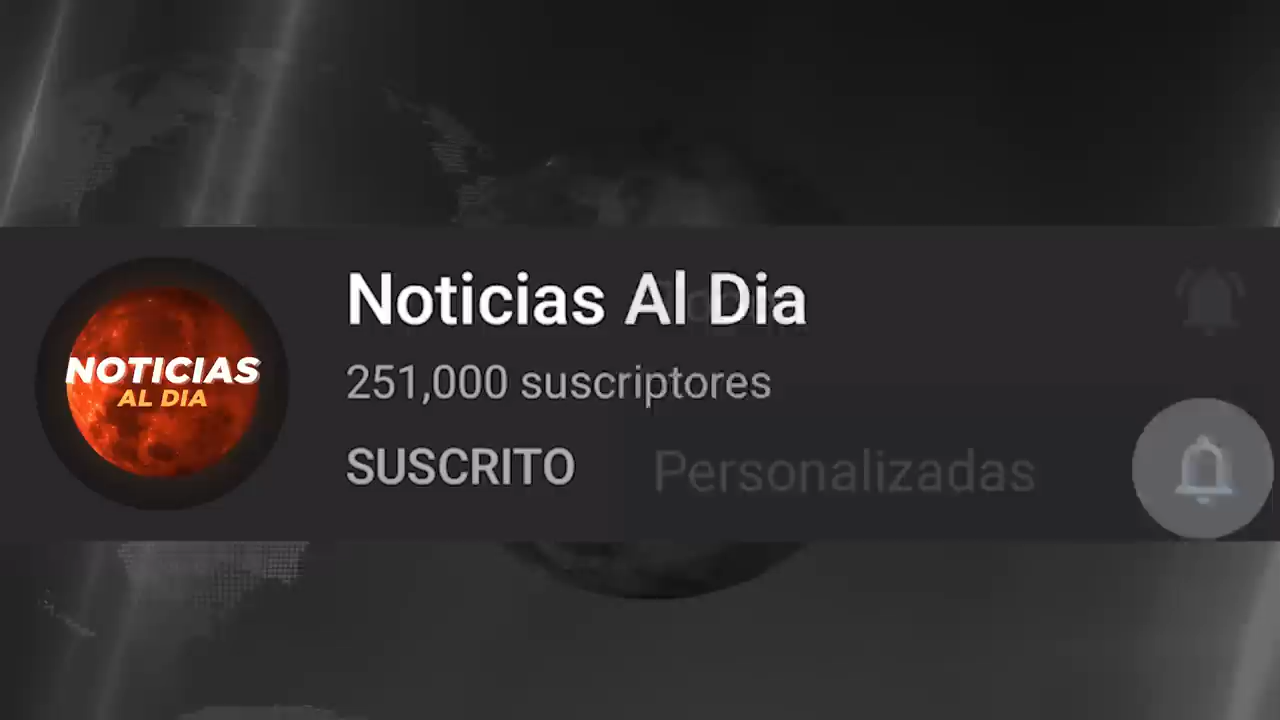 Noticias Al Dia
251,000 suscriptores
NOTICIAS
AL DIA
SUSCRITO
Personalizadas